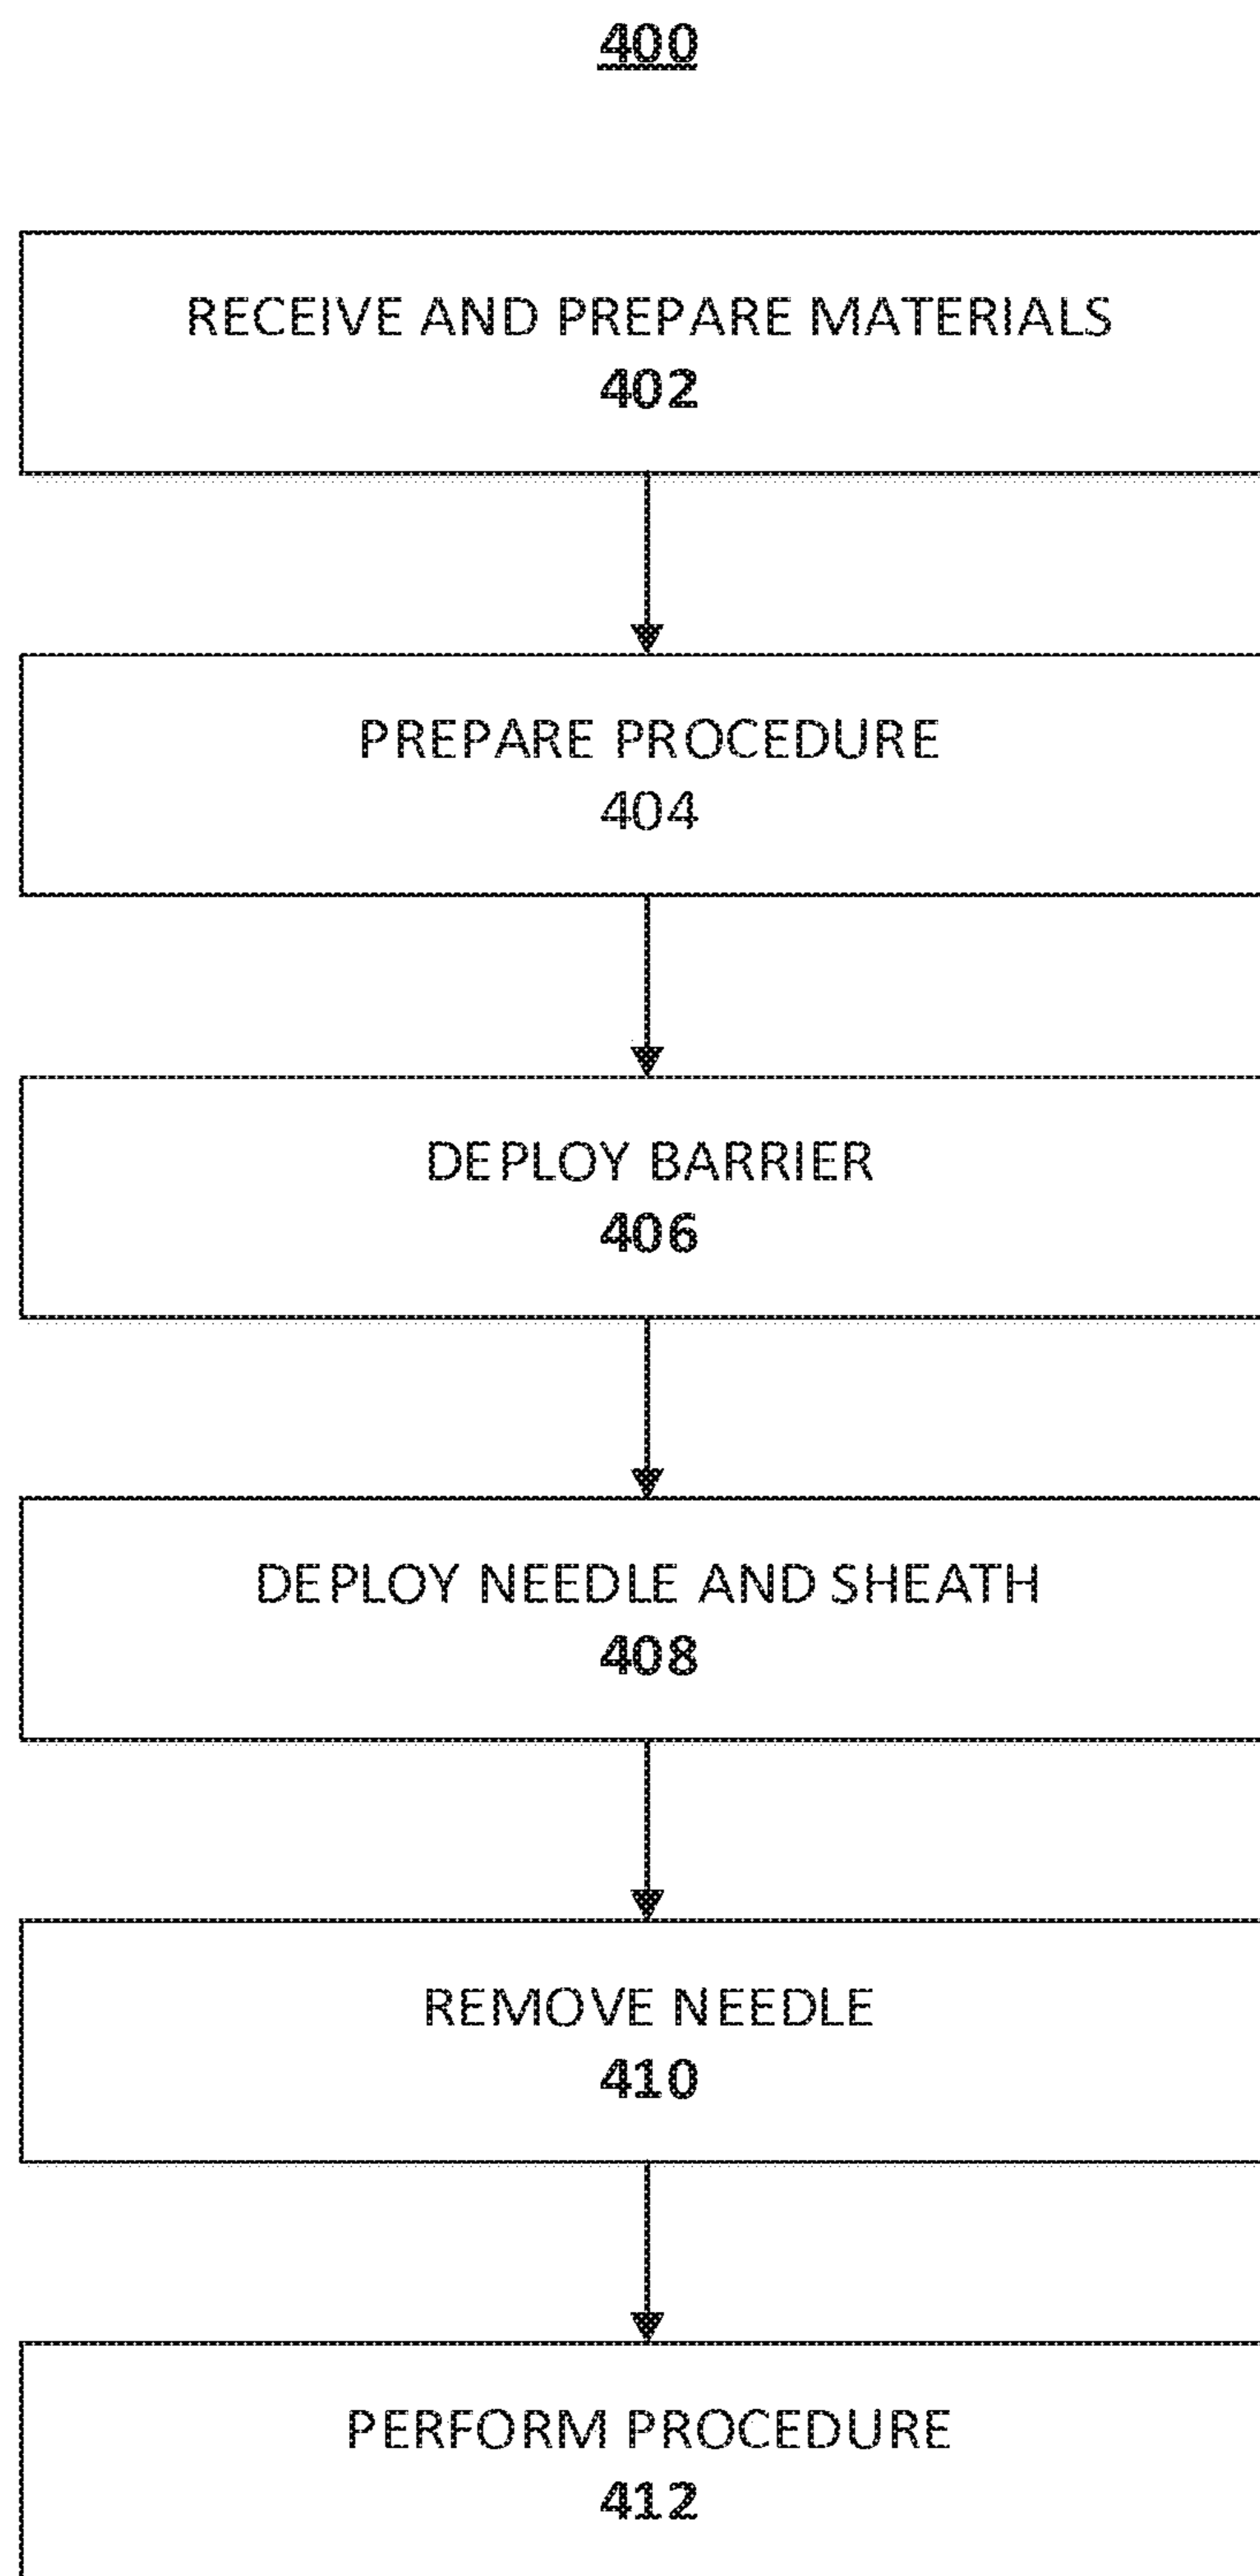 400
RECEIVE AND PREPARE MATERIALS
402
PREPARE PROCEDURE
404
DEPLOY BARRIER
406
DEPLOY NEEDLE AND SHEATH
408
REMOVE NEEDLE
410
PERFORM PROCEDURE
412